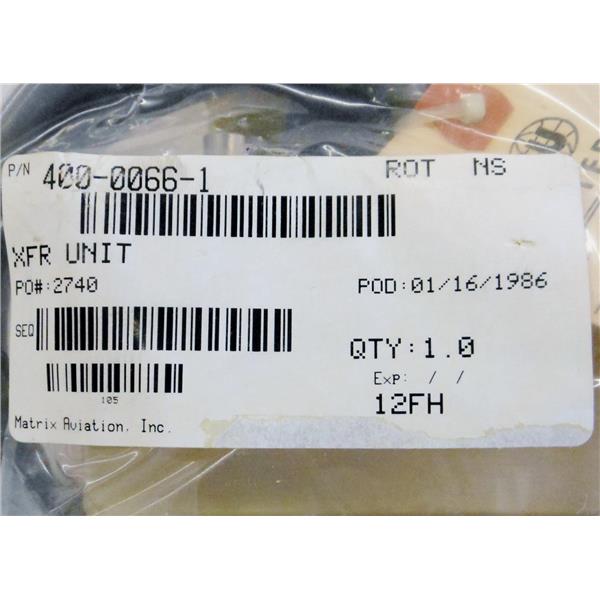 P/N 400-0066-1 ROT NS
XFR UNIT
PO#:2740 POD:01/16/1986
SEQ
QTY:1.0
105 Exp: / /
12FH
Matrix Aviation, Inc.